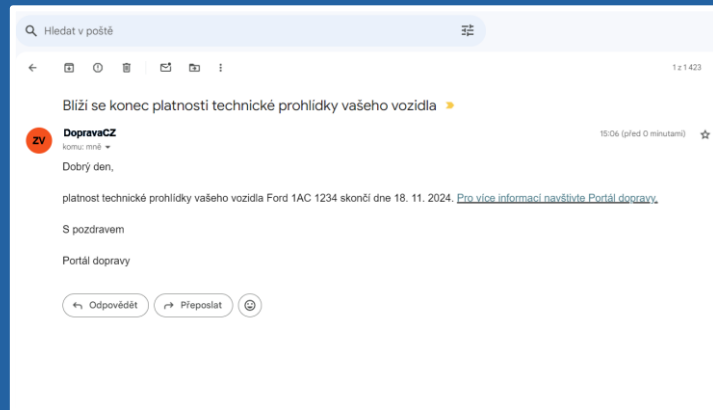 Hledat v poště
1 z 1 423
Blíží se konec platnosti technické prohlídky vašeho vozidla
ZV
DopravaCZ
15:06 (před 0 minutami)
komu: mně
Dobrý den,
platnost technické prohlídky vašeho vozidla Ford 1AC 1234 skončí dne 18. 11. 2024. Pro více informací navštivte Portál dopravy.
S pozdravem
Portál dopravy
Odpovědět
Přeposlat